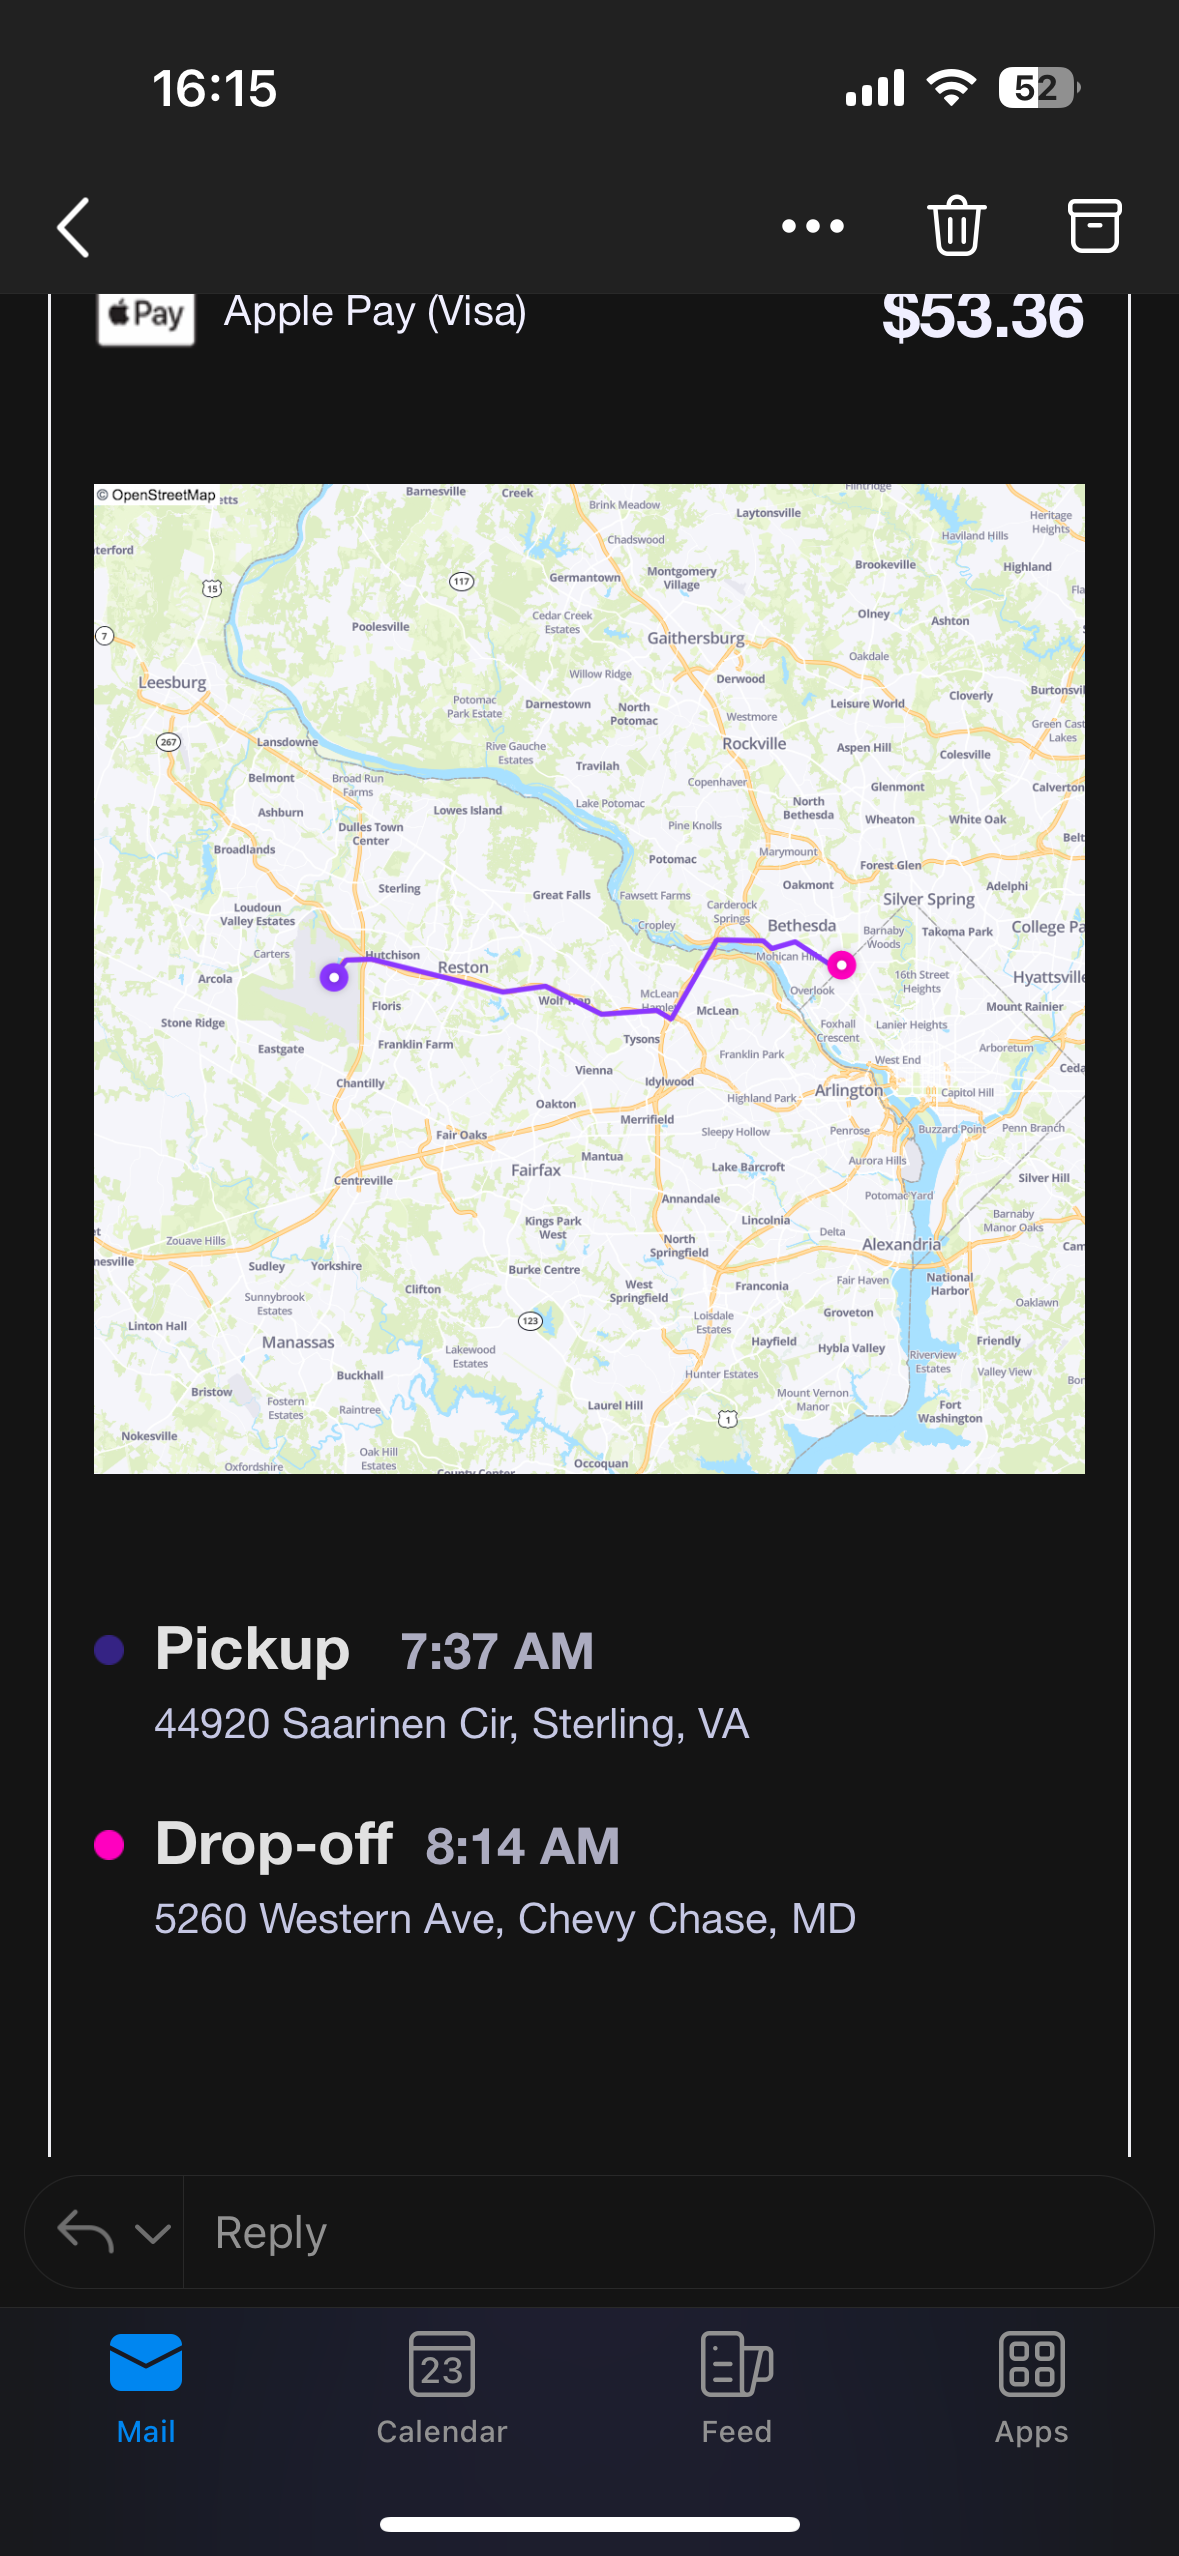 16:15
52
Pay Apple Pay (Visa) $53.36
© OpenStreetMap
Barnesville
Creek
Brink Meadow
Laytonsville
Heritage Heights
Chadswood
Haviland Hills
15
117
Germantown
Montgomery Village
Brookeville
Highland
7
Poolesville
Cedar Creek Estates
Gaithersburg
Olney
Ashton
Oakdale
Leesburg
Willow Ridge
Derwood
Potomac Park Estate
Darnestown
North Potomac
Westmore
Leisure World
Cloverly
267
Lansdowne
Rive Gauche Estates
Rockville
Aspen Hill
Colesville
Belmont
Broad Run Farms
Travilah
Copenhaver
Glenmont
Calverton
Ashburn
Lowes Island
Lake Potomac
North Bethesda
Wheaton
White Oak
Broadlands
Dulles Town Center
Pine Knolls
Potomac
Marymount
Forest Glen
Sterling
Great Falls
Fawsett Farms
Oakmont
Silver Spring
Adelphi
Loudoun Valley Estates
Carderock Springs
Cropley
Bethesda
Barnaby Woods
Takoma Park
Carters
Hutchison
Reston
Arcola
Overlook
16th Street Heights
Hyattsville
Floris
McLean
Mount Rainier
Stone Ridge
Franklin Farm
Tysons
Foxhall Crescent
Lanier Heights
Eastgate
Vienna
Franklin Park
West End
Arboretum
Chantilly
Idylwood
Arlington
Capitol Hill
Oakton
Merrifield
Highland Park
Fair Oaks
Sleepy Hollow
Penrose
Buzzard Point
Penn Branch
Centreville
Fairfax
Mantua
Lake Barcroft
Aurora Hills
Silver Hill
Annandale
Potomac Yard
Kings Park West
Lincolnia
Barnaby Manor Oaks
Zouave Hills
North Springfield
Delta
Alexandria
Sudley
Yorkshire
Burke Centre
Fair Haven
National Harbor
Sunnybrook Estates
Clifton
West Springfield
Franconia
Oaklawn
Linton Hall
123
Loisdale Estates
Groveton
Manassas
Lakewood Estates
Hayfield
Hybla Valley
Friendly
Buckhall
Hunter Estates
Riverview Estates
Valley View
Bristow
Fostern Estates
Raintree
Laurel Hill
Mount Vernon Manor
Fort Washington
1
Nokesville
Oak Hill Estates
Oxfordshire
Occoquan
Pickup 7:37 AM
44920 Saarinen Cir, Sterling, VA
Drop-off 8:14 AM
5260 Western Ave, Chevy Chase, MD
Reply
23
Mail Calendar Feed Apps